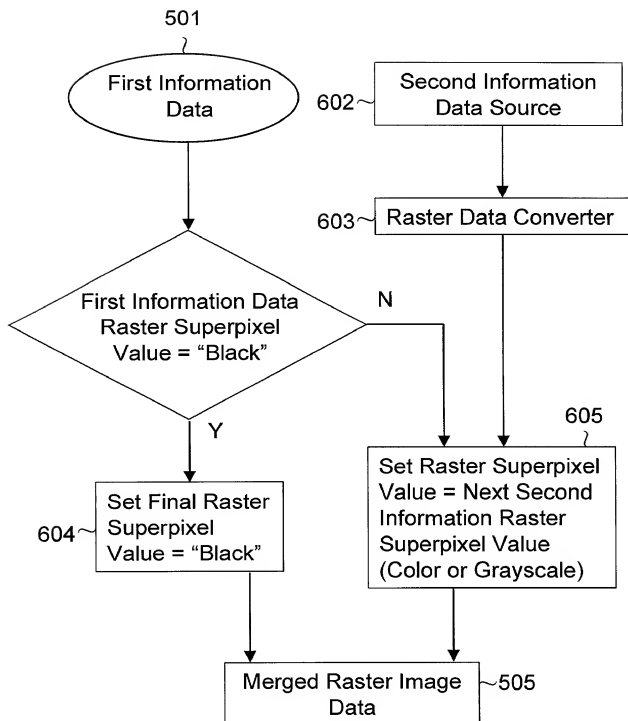 501
First Information
Data
602
Second Information
Data Source
603
Raster Data Converter
First Information Data
Raster Superpixel
Value = “Black”
N
Y
604
Set Final Raster
Superpixel
Value = “Black”
605
Set Raster Superpixel
Value = Next Second
Information Raster
Superpixel Value
(Color or Grayscale)
Merged Raster Image
Data
505